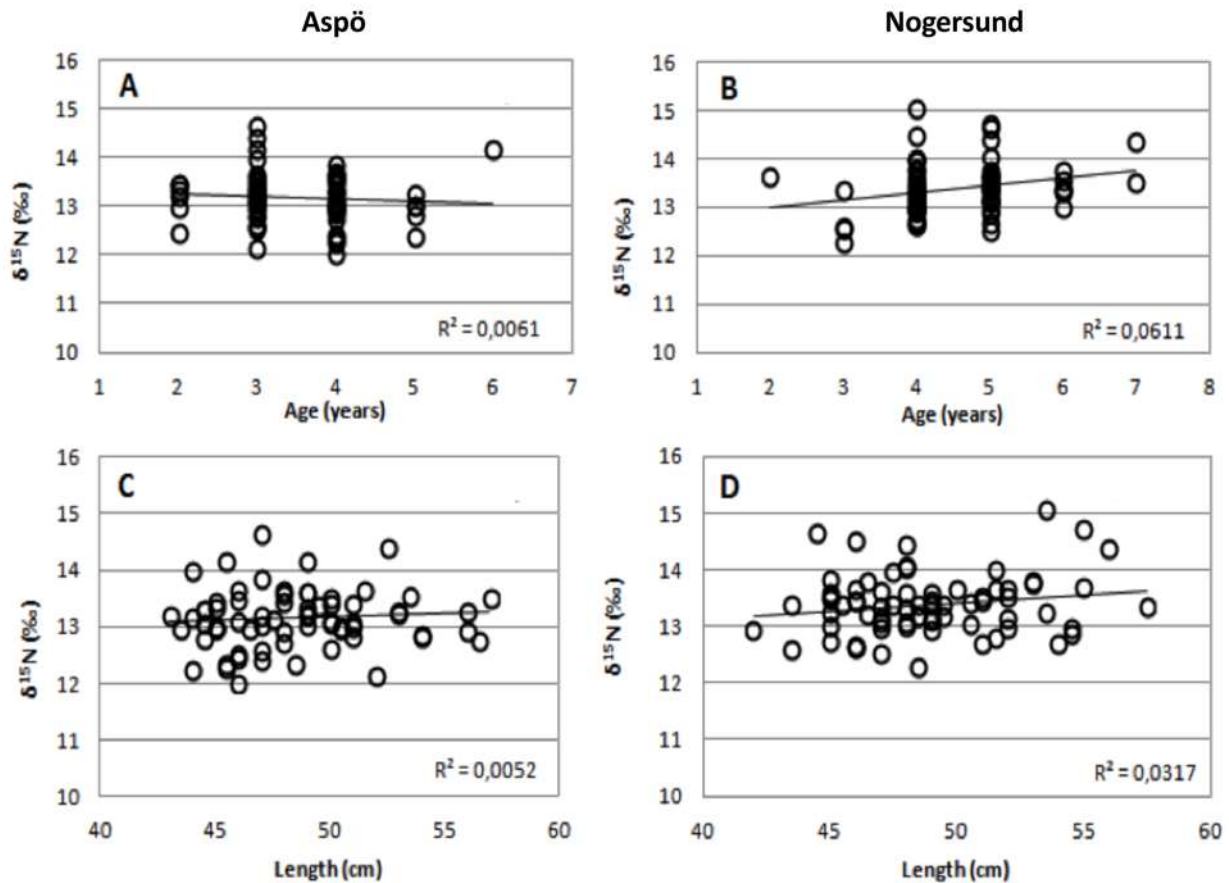 Aspö
Nogersund
A
16
15
14
13
12
11
10
δ¹⁵N (‰)
R² = 0,0061
1 2 3 4 5 6 7
Age (years)
B
16
15
14
13
12
11
10
δ¹⁵N (‰)
R² = 0,0611
1 2 3 4 5 6 7 8
Age (years)
C
16
15
14
13
12
11
10
δ¹⁵N (‰)
R² = 0,0052
40 45 50 55 60
Length (cm)
D
16
15
14
13
12
11
10
δ¹⁵N (‰)
R² = 0,0317
40 45 50 55 60
Length (cm)